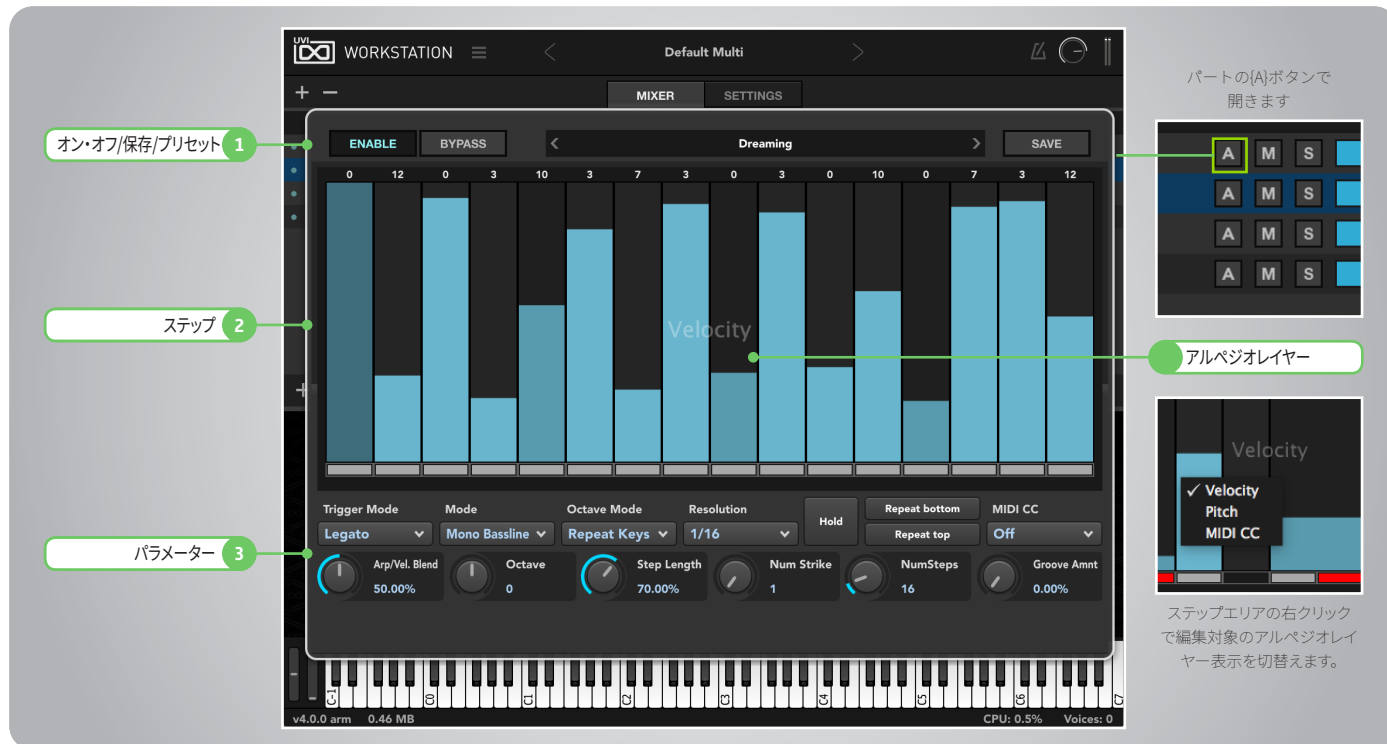 UVI WORKSTATION
Default Multi
MIXER SETTINGS
オン・オフ/保存/プリセット 1
ENABLE BYPASS Dreaming SAVE
0 12 0 3 10 3 7 3 0 3 0 10 0 7 3 12
ステップ 2
Velocity
アルペジオレイヤー
パラメーター 3
Trigger Mode Mode Octave Mode Resolution Hold Repeat bottom MIDI CC
Legato Mono Bassline Repeat Keys 1/16 Repeat top Off
Arp/Vel. Blend Octave Step Length Num Strike NumSteps Groove Amnt
50.00% 0 70.00% 1 16 0.00%
C-1 C0 C1 C2 C3 C4 C5 C6 C7
v4.0.0 arm 0.46 MB CPU: 0.5% Voices: 0
パートの{A}ボタンで
開きます
A M S
A M S
A M S
A M S
Velocity
✓ Velocity
Pitch
MIDI CC
ステップエリアの右クリック
で編集対象のアルペジオレイ
ヤー表示を切替えます。